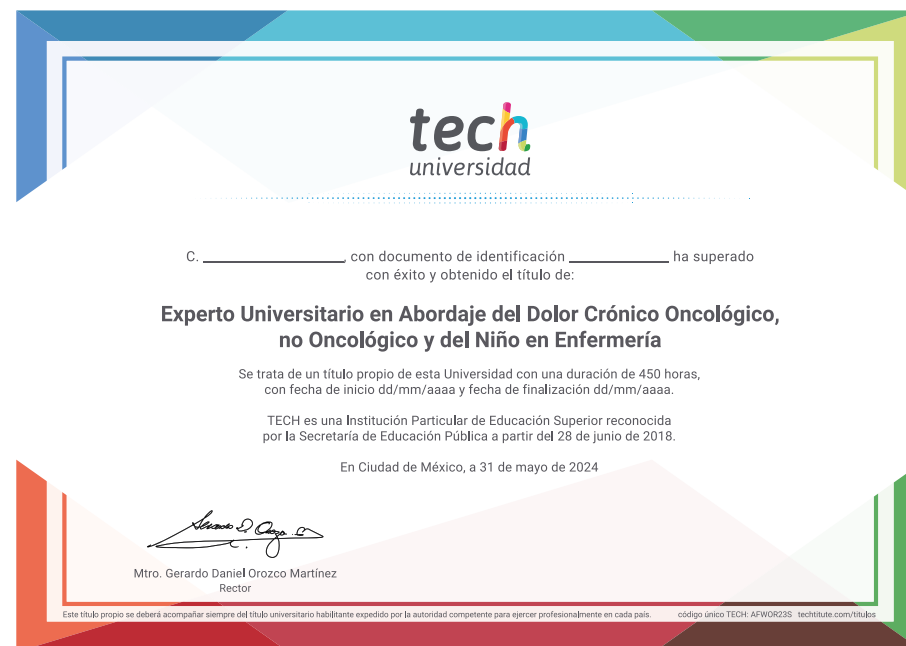 tech
universidad
C. ____________, con documento de identificación ____________ ha superado
con éxito y obtenido el título de:
Experto Universitario en Abordaje del Dolor Crónico Oncológico,
no Oncológico y del Niño en Enfermería
Se trata de un título propio de esta Universidad con una duración de 450 horas,
con fecha de inicio dd/mm/aaaa y fecha de finalización dd/mm/aaaa.
TECH es una Institución Particular de Educación Superior reconocida
por la Secretaría de Educación Pública a partir del 28 de junio de 2018.
En Ciudad de México, a 31 de mayo de 2024
Mtro. Gerardo Daniel Orozco Martínez
Rector
Este título propio se deberá acompañar siempre del título universitario habilitante expedido por la autoridad competente para ejercer profesionalmente en cada país. código único TECH: AFWOR23S techtitute.com/titulos